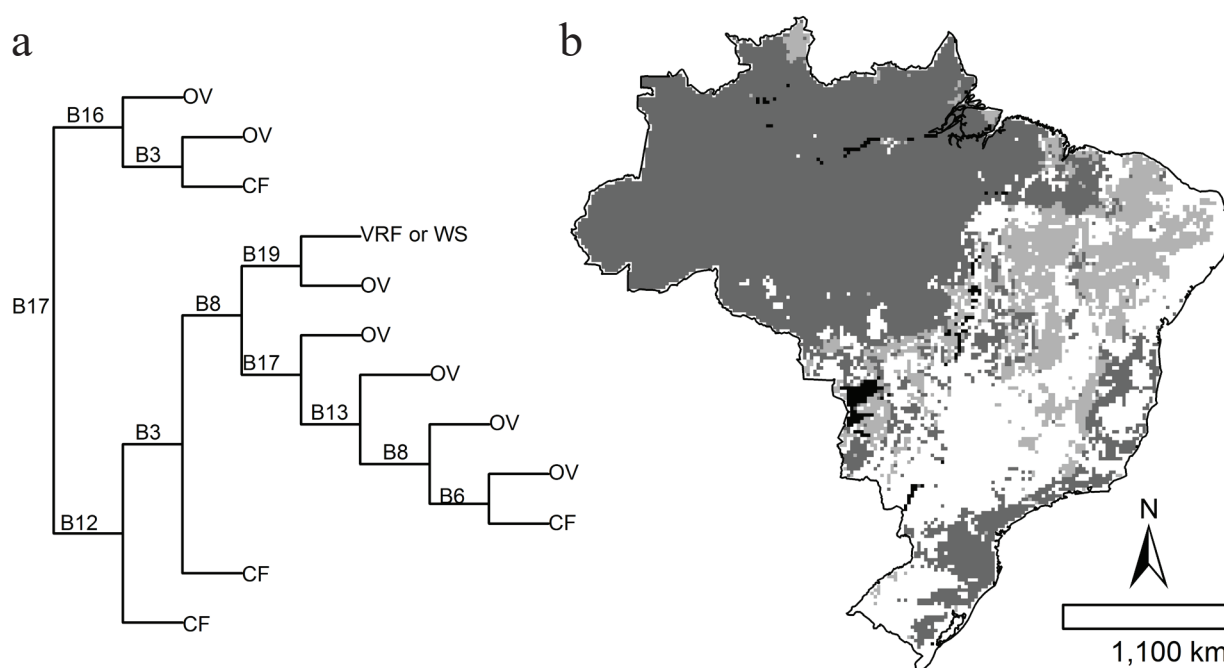 a
b
B16
OV
B3
OV
CF
B17
B19
VRF or WS
OV
B8
B17
OV
B13
OV
B8
OV
B6
OV
CF
B3
CF
B12
CF
N
1,100 km